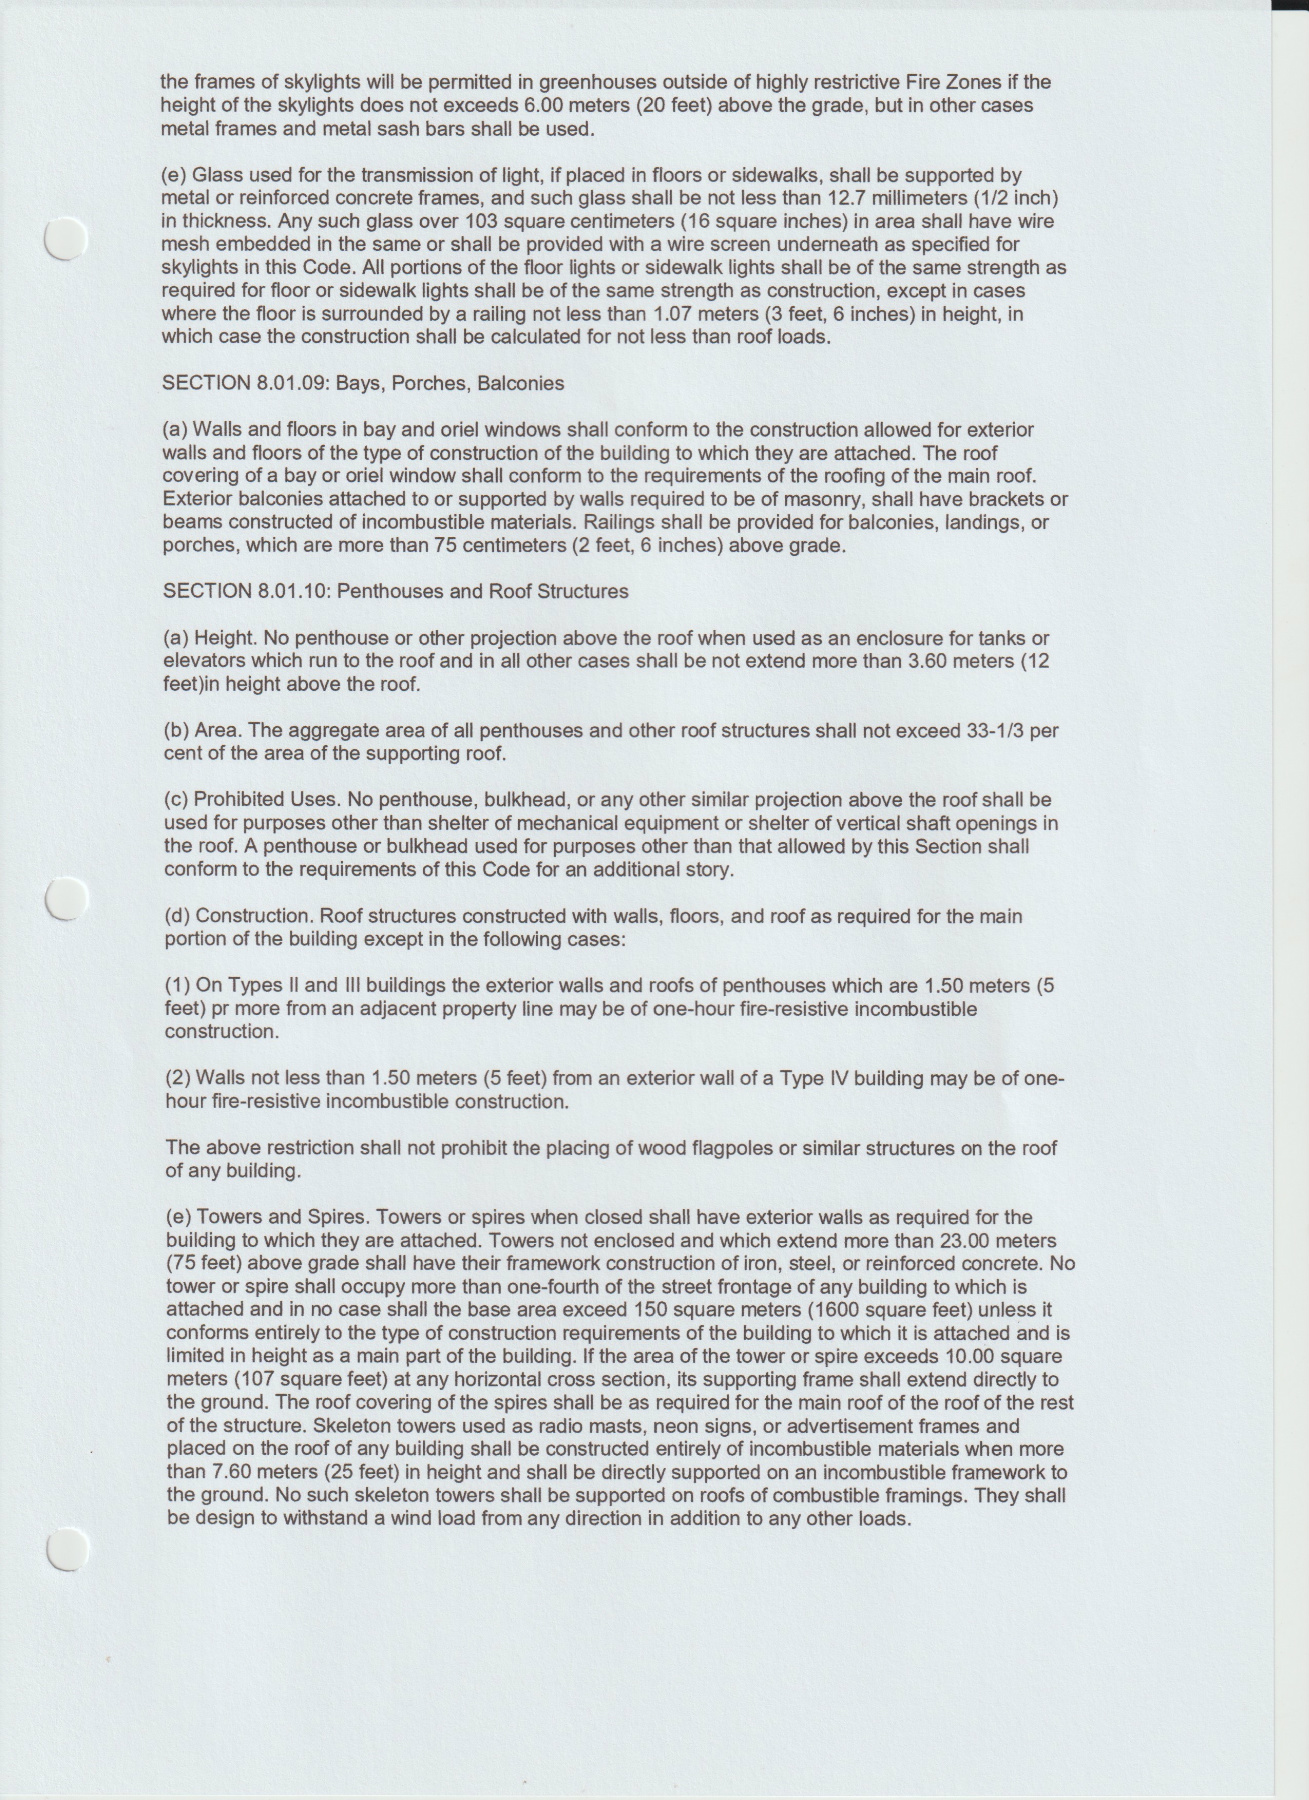 the frames of skylights will be permitted in greenhouses outside of highly restrictive Fire Zones if the
height of the skylights does not exceeds 6.00 meters (20 feet) above the grade, but in other cases
metal frames and metal sash bars shall be used.
(e) Glass used for the transmission of light, if placed in floors or sidewalks, shall be supported by
metal or reinforced concrete frames, and such glass shall be not less than 12.7 millimeters (1/2 inch)
in thickness. Any such glass over 103 square centimeters (16 square inches) in area shall have wire
mesh embedded in the same or shall be provided with a wire screen underneath as specified for
skylights in this Code. All portions of the floor lights or sidewalk lights shall be of the same strength as
required for floor or sidewalk lights shall be of the same strength as construction, except in cases
where the floor is surrounded by a railing not less than 1.07 meters (3 feet, 6 inches) in height, in
which case the construction shall be calculated for not less than roof loads.
SECTION 8.01.09: Bays, Porches, Balconies
(a) Walls and floors in bay and oriel windows shall conform to the construction allowed for exterior
walls and floors of the type of construction of the building to which they are attached. The roof
covering of a bay or oriel window shall conform to the requirements of the roofing of the main roof.
Exterior balconies attached to or supported by walls required to be of masonry, shall have brackets or
beams constructed of incombustible materials. Railings shall be provided for balconies, landings, or
porches, which are more than 75 centimeters (2 feet, 6 inches) above grade.
SECTION 8.01.10: Penthouses and Roof Structures
(a) Height. No penthouse or other projection above the roof when used as an enclosure for tanks or
elevators which run to the roof and in all other cases shall be not extend more than 3.60 meters (12
feet)in height above the roof.
(b) Area. The aggregate area of all penthouses and other roof structures shall not exceed 33-1/3 per
cent of the area of the supporting roof.
(c) Prohibited Uses. No penthouse, bulkhead, or any other similar projection above the roof shall be
used for purposes other than shelter of mechanical equipment or shelter of vertical shaft openings in
the roof. A penthouse or bulkhead used for purposes other than that allowed by this Section shall
conform to the requirements of this Code for an additional story.
(d) Construction. Roof structures constructed with walls, floors, and roof as required for the main
portion of the building except in the following cases:
(1) On Types II and III buildings the exterior walls and roofs of penthouses which are 1.50 meters (5
feet) pr more from an adjacent property line may be of one-hour fire-resistive incombustible
construction.
(2) Walls not less than 1.50 meters (5 feet) from an exterior wall of a Type IV building may be of one-
hour fire-resistive incombustible construction.
The above restriction shall not prohibit the placing of wood flagpoles or similar structures on the roof
of any building.
(e) Towers and Spires. Towers or spires when closed shall have exterior walls as required for the
building to which they are attached. Towers not enclosed and which extend more than 23.00 meters
(75 feet) above grade shall have their framework construction of iron, steel, or reinforced concrete. No
tower or spire shall occupy more than one-fourth of the street frontage of any building to which is
attached and in no case shall the base area exceed 150 square meters (1600 square feet) unless it
conforms entirely to the type of construction requirements of the building to which it is attached and is
limited in height as a main part of the building. If the area of the tower or spire exceeds 10.00 square
meters (107 square feet) at any horizontal cross section, its supporting frame shall extend directly to
the ground. The roof covering of the spires shall be as required for the main roof of the roof of the rest
of the structure. Skeleton towers used as radio masts, neon signs, or advertisement frames and
placed on the roof of any building shall be constructed entirely of incombustible materials when more
than 7.60 meters (25 feet) in height and shall be directly supported on an incombustible framework to
the ground. No such skeleton towers shall be supported on roofs of combustible framings. They shall
be design to withstand a wind load from any direction in addition to any other loads.